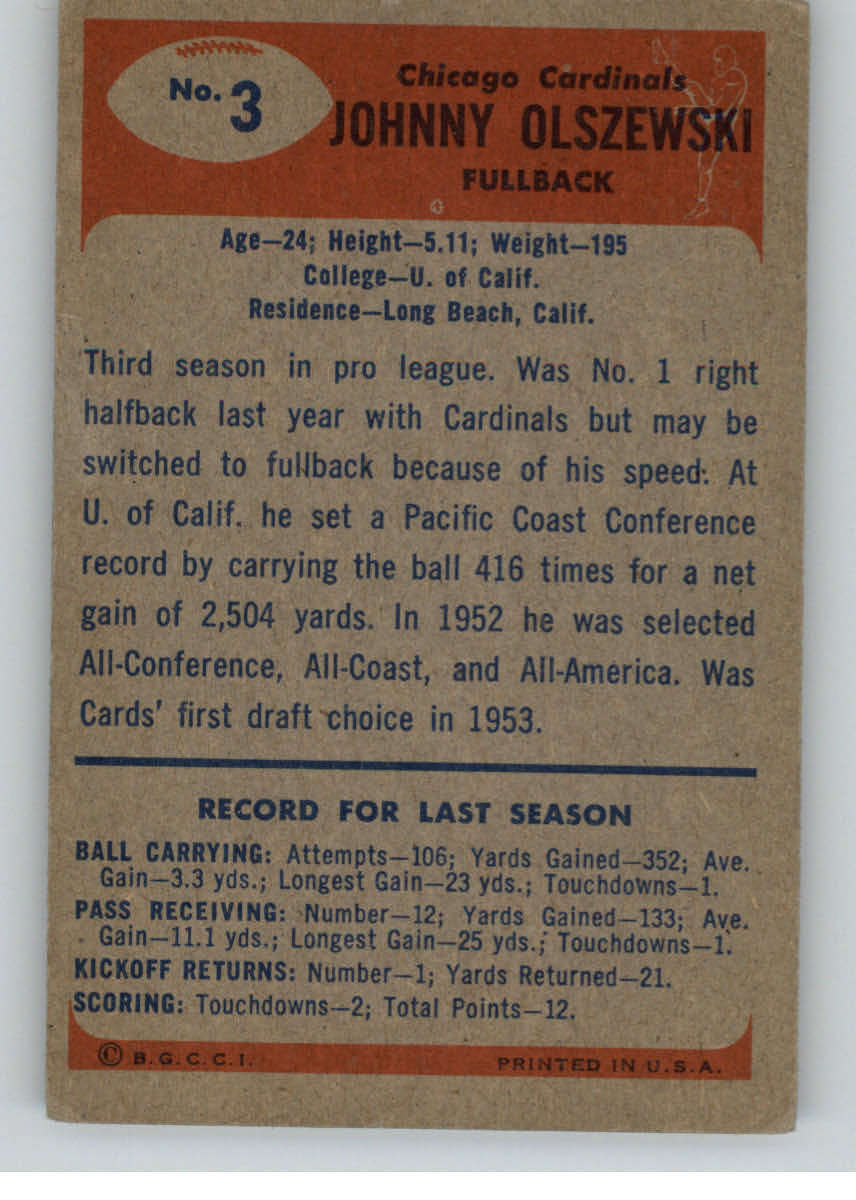 No. 3
Chicago Cardinals
JOHNNY OLSZEWSKI
FULLBACK
Age—24; Height—5.11; Weight—195
College—U. of Calif.
Residence—Long Beach, Calif.
Third season in pro league. Was No. 1 right
halfback last year with Cardinals but may be
switched to fullback because of his speed. At
U. of Calif. he set a Pacific Coast Conference
record by carrying the ball 416 times for a net
gain of 2,504 yards. In 1952 he was selected
All-Conference, All-Coast, and All-America. Was
Cards' first draft choice in 1953.
RECORD FOR LAST SEASON
BALL CARRYING: Attempts—106; Yards Gained—352; Ave.
Gain—3.3 yds.; Longest Gain—23 yds.; Touchdowns—1.
PASS RECEIVING: Number—12; Yards Gained—133; Ave.
Gain—11.1 yds.; Longest Gain—25 yds.; Touchdowns—1.
KICKOFF RETURNS: Number—1; Yards Returned—21.
SCORING: Touchdowns—2; Total Points—12.
© B.G.C.C.I. PRINTED IN U.S.A.